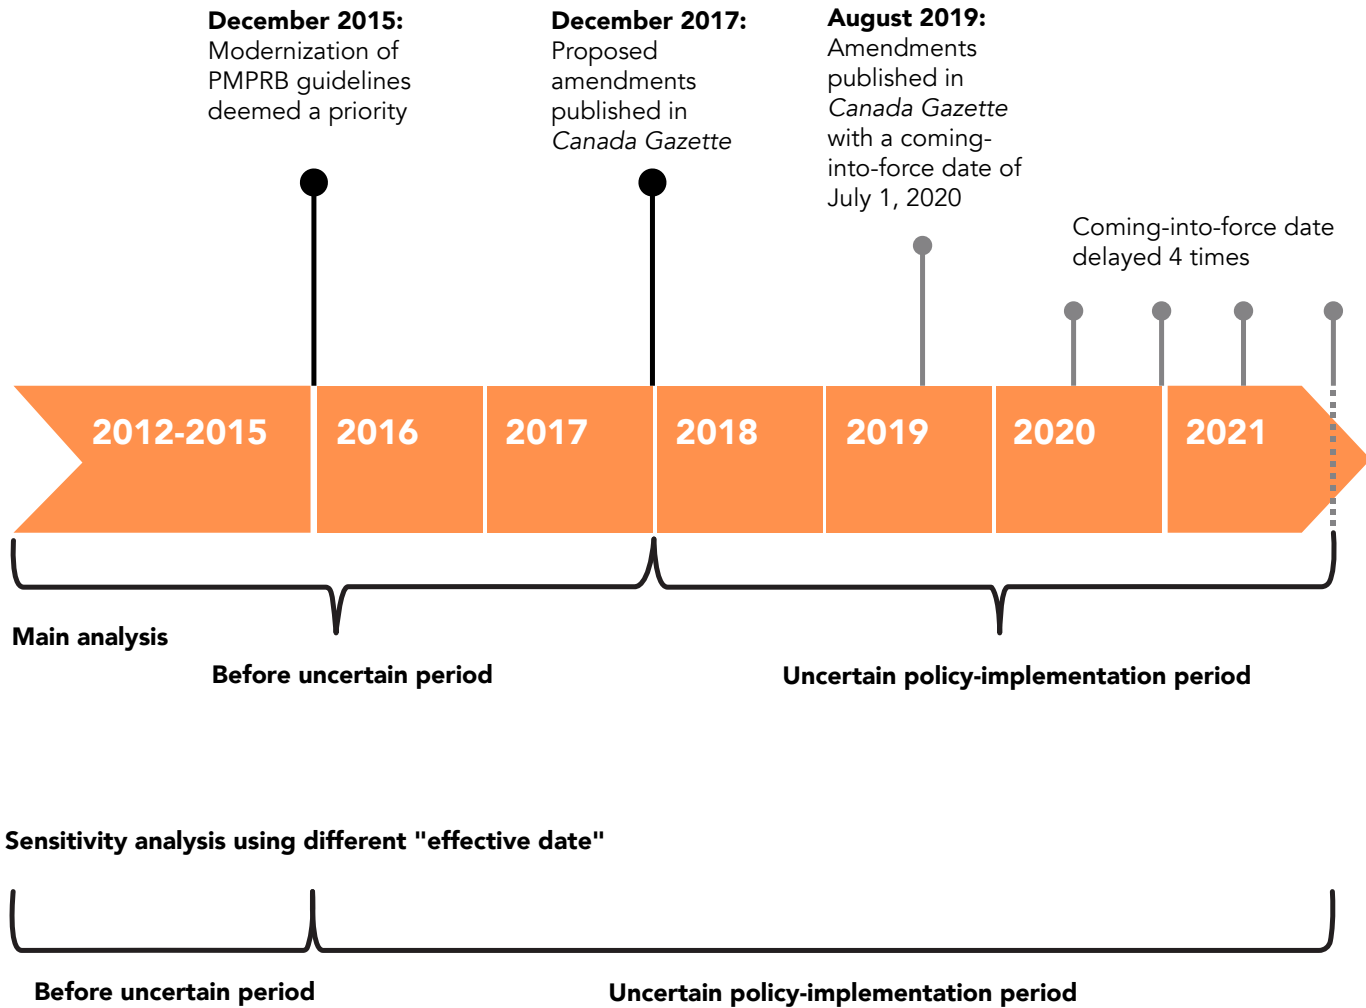 December 2015:
Modernization of
PMPRB guidelines
deemed a priority
December 2017:
Proposed
amendments
published in
Canada Gazette
August 2019:
Amendments
published in
Canada Gazette
with a coming-
into-force date of
July 1, 2020
Coming-into-force date
delayed 4 times
2012-2015
2016
2017
2018
2019
2020
2021
Main analysis
Before uncertain period
Uncertain policy-implementation period
Sensitivity analysis using different "effective date"
Before uncertain period
Uncertain policy-implementation period